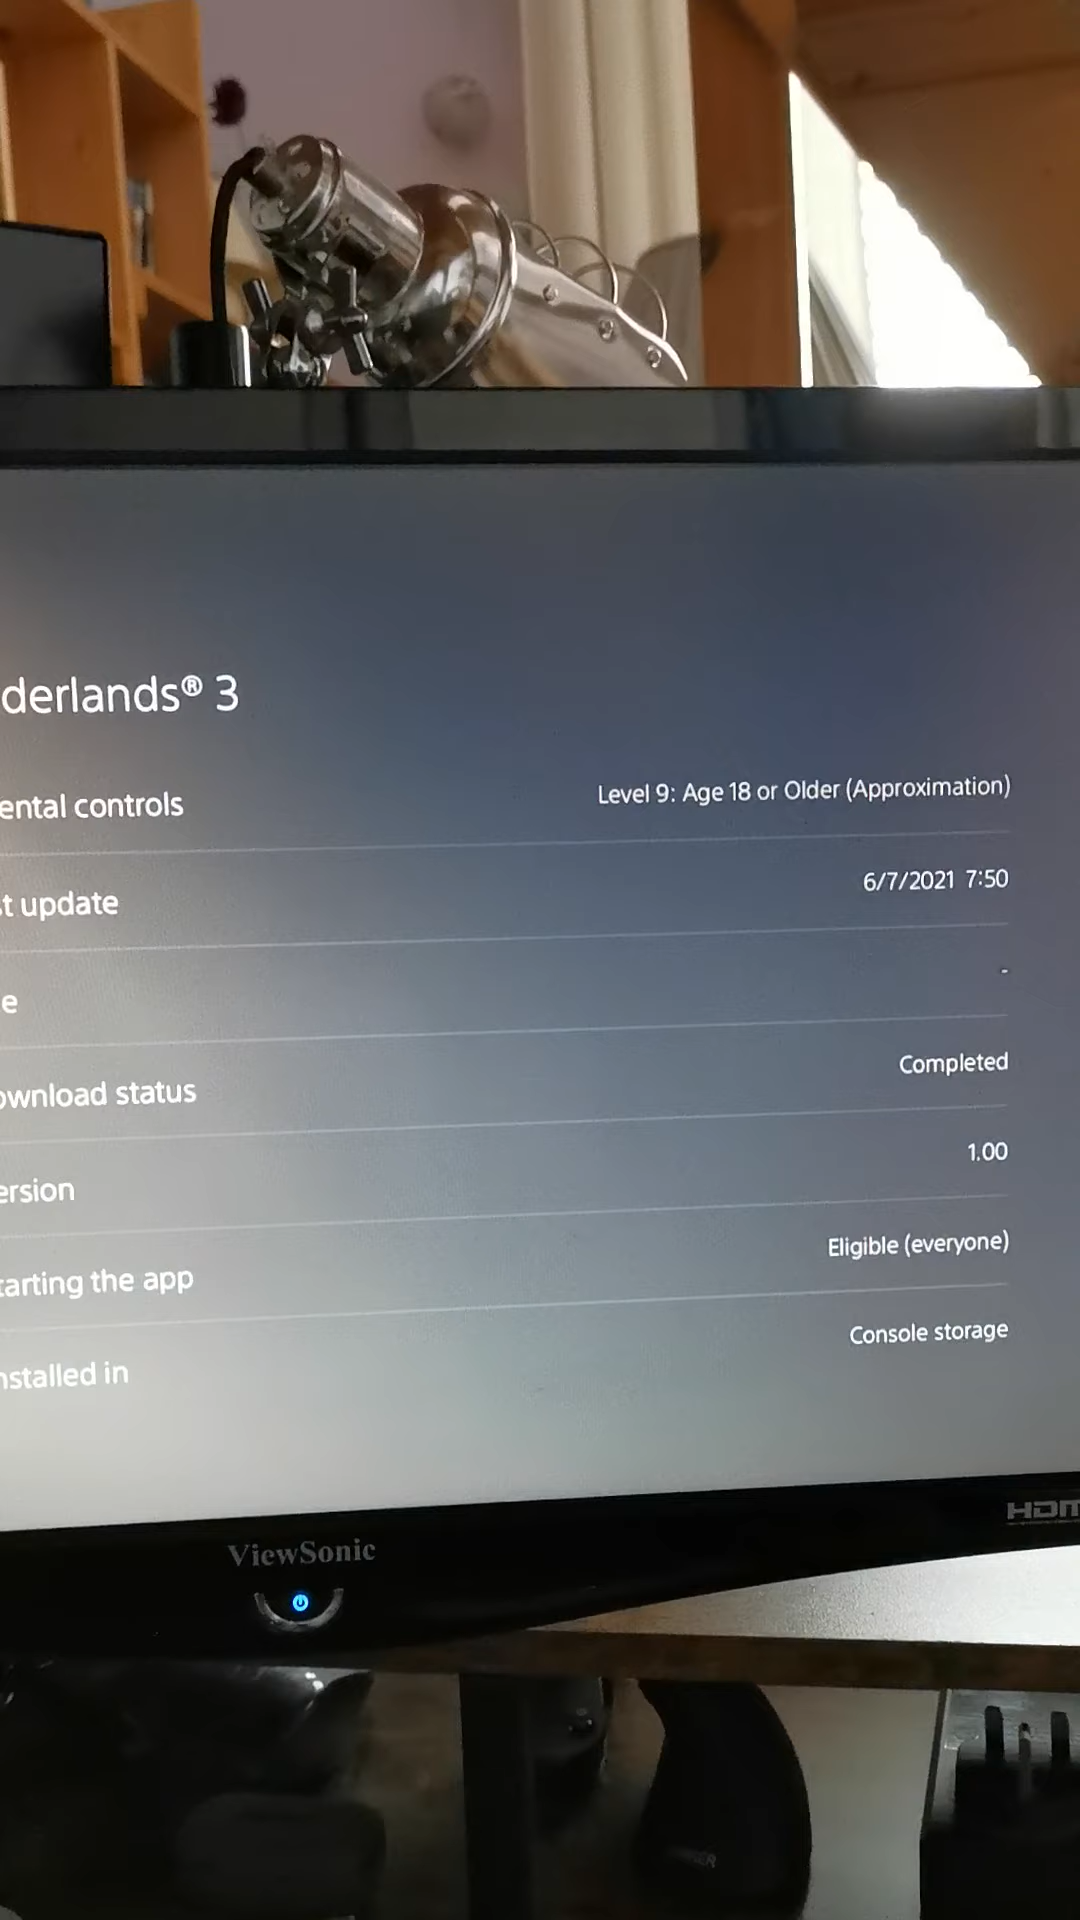 derlands® 3
ental controls Level 9: Age 18 or Older (Approximation)
t update 6/7/2021 7:50
e -
ownload status Completed
ersion 1.00
tarting the app Eligible (everyone)
nstalled in Console storage
ViewSonic
HDM